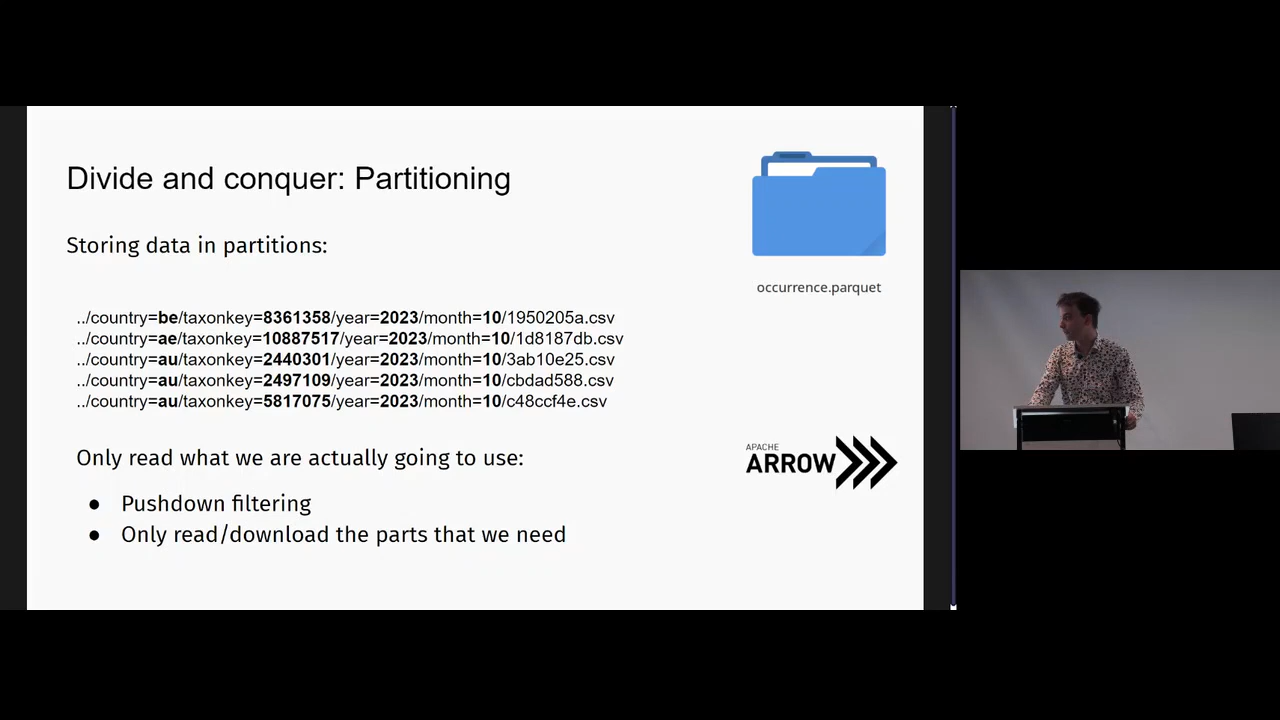 Divide and conquer: Partitioning
Storing data in partitions:
occurrence.parquet
../country=be/taxonkey=8361358/year=2023/month=10/1950205a.csv
../country=ae/taxonkey=10887517/year=2023/month=10/1d8187db.csv
../country=au/taxonkey=2440301/year=2023/month=10/3ab10e25.csv
../country=au/taxonkey=2497109/year=2023/month=10/cbdad588.csv
../country=au/taxonkey=5817075/year=2023/month=10/c48ccf4e.csv
Only read what we are actually going to use:
● Pushdown filtering
● Only read/download the parts that we need
APACHE
ARROW